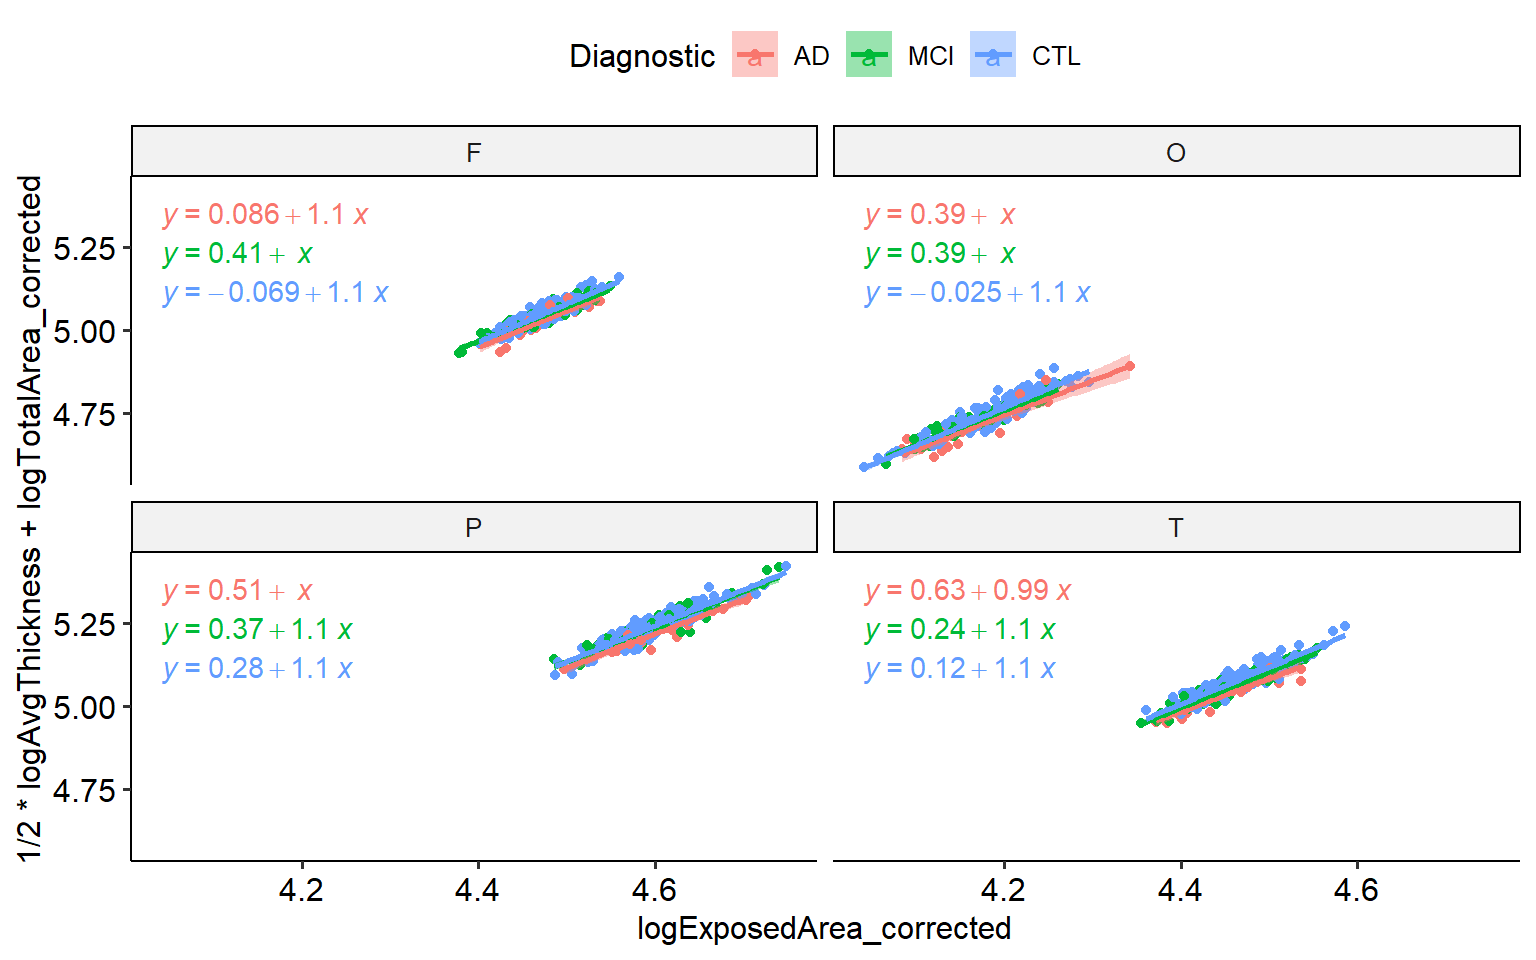 Diagnostic a AD a MCI a CTL
F
O
y = 0.086 + 1.1 x
y = 0.41 + x
y = −0.069 + 1.1 x
y = 0.39 + x
y = 0.39 + x
y = −0.025 + 1.1 x
5.25
5.00
4.75
P
T
y = 0.51 + x
y = 0.37 + 1.1 x
y = 0.28 + 1.1 x
y = 0.63 + 0.99 x
y = 0.24 + 1.1 x
y = 0.12 + 1.1 x
5.25
5.00
4.75
4.2 4.4 4.6 4.2 4.4 4.6
logExposedArea_corrected
1/2 * logAvgThickness + logTotalArea_corrected